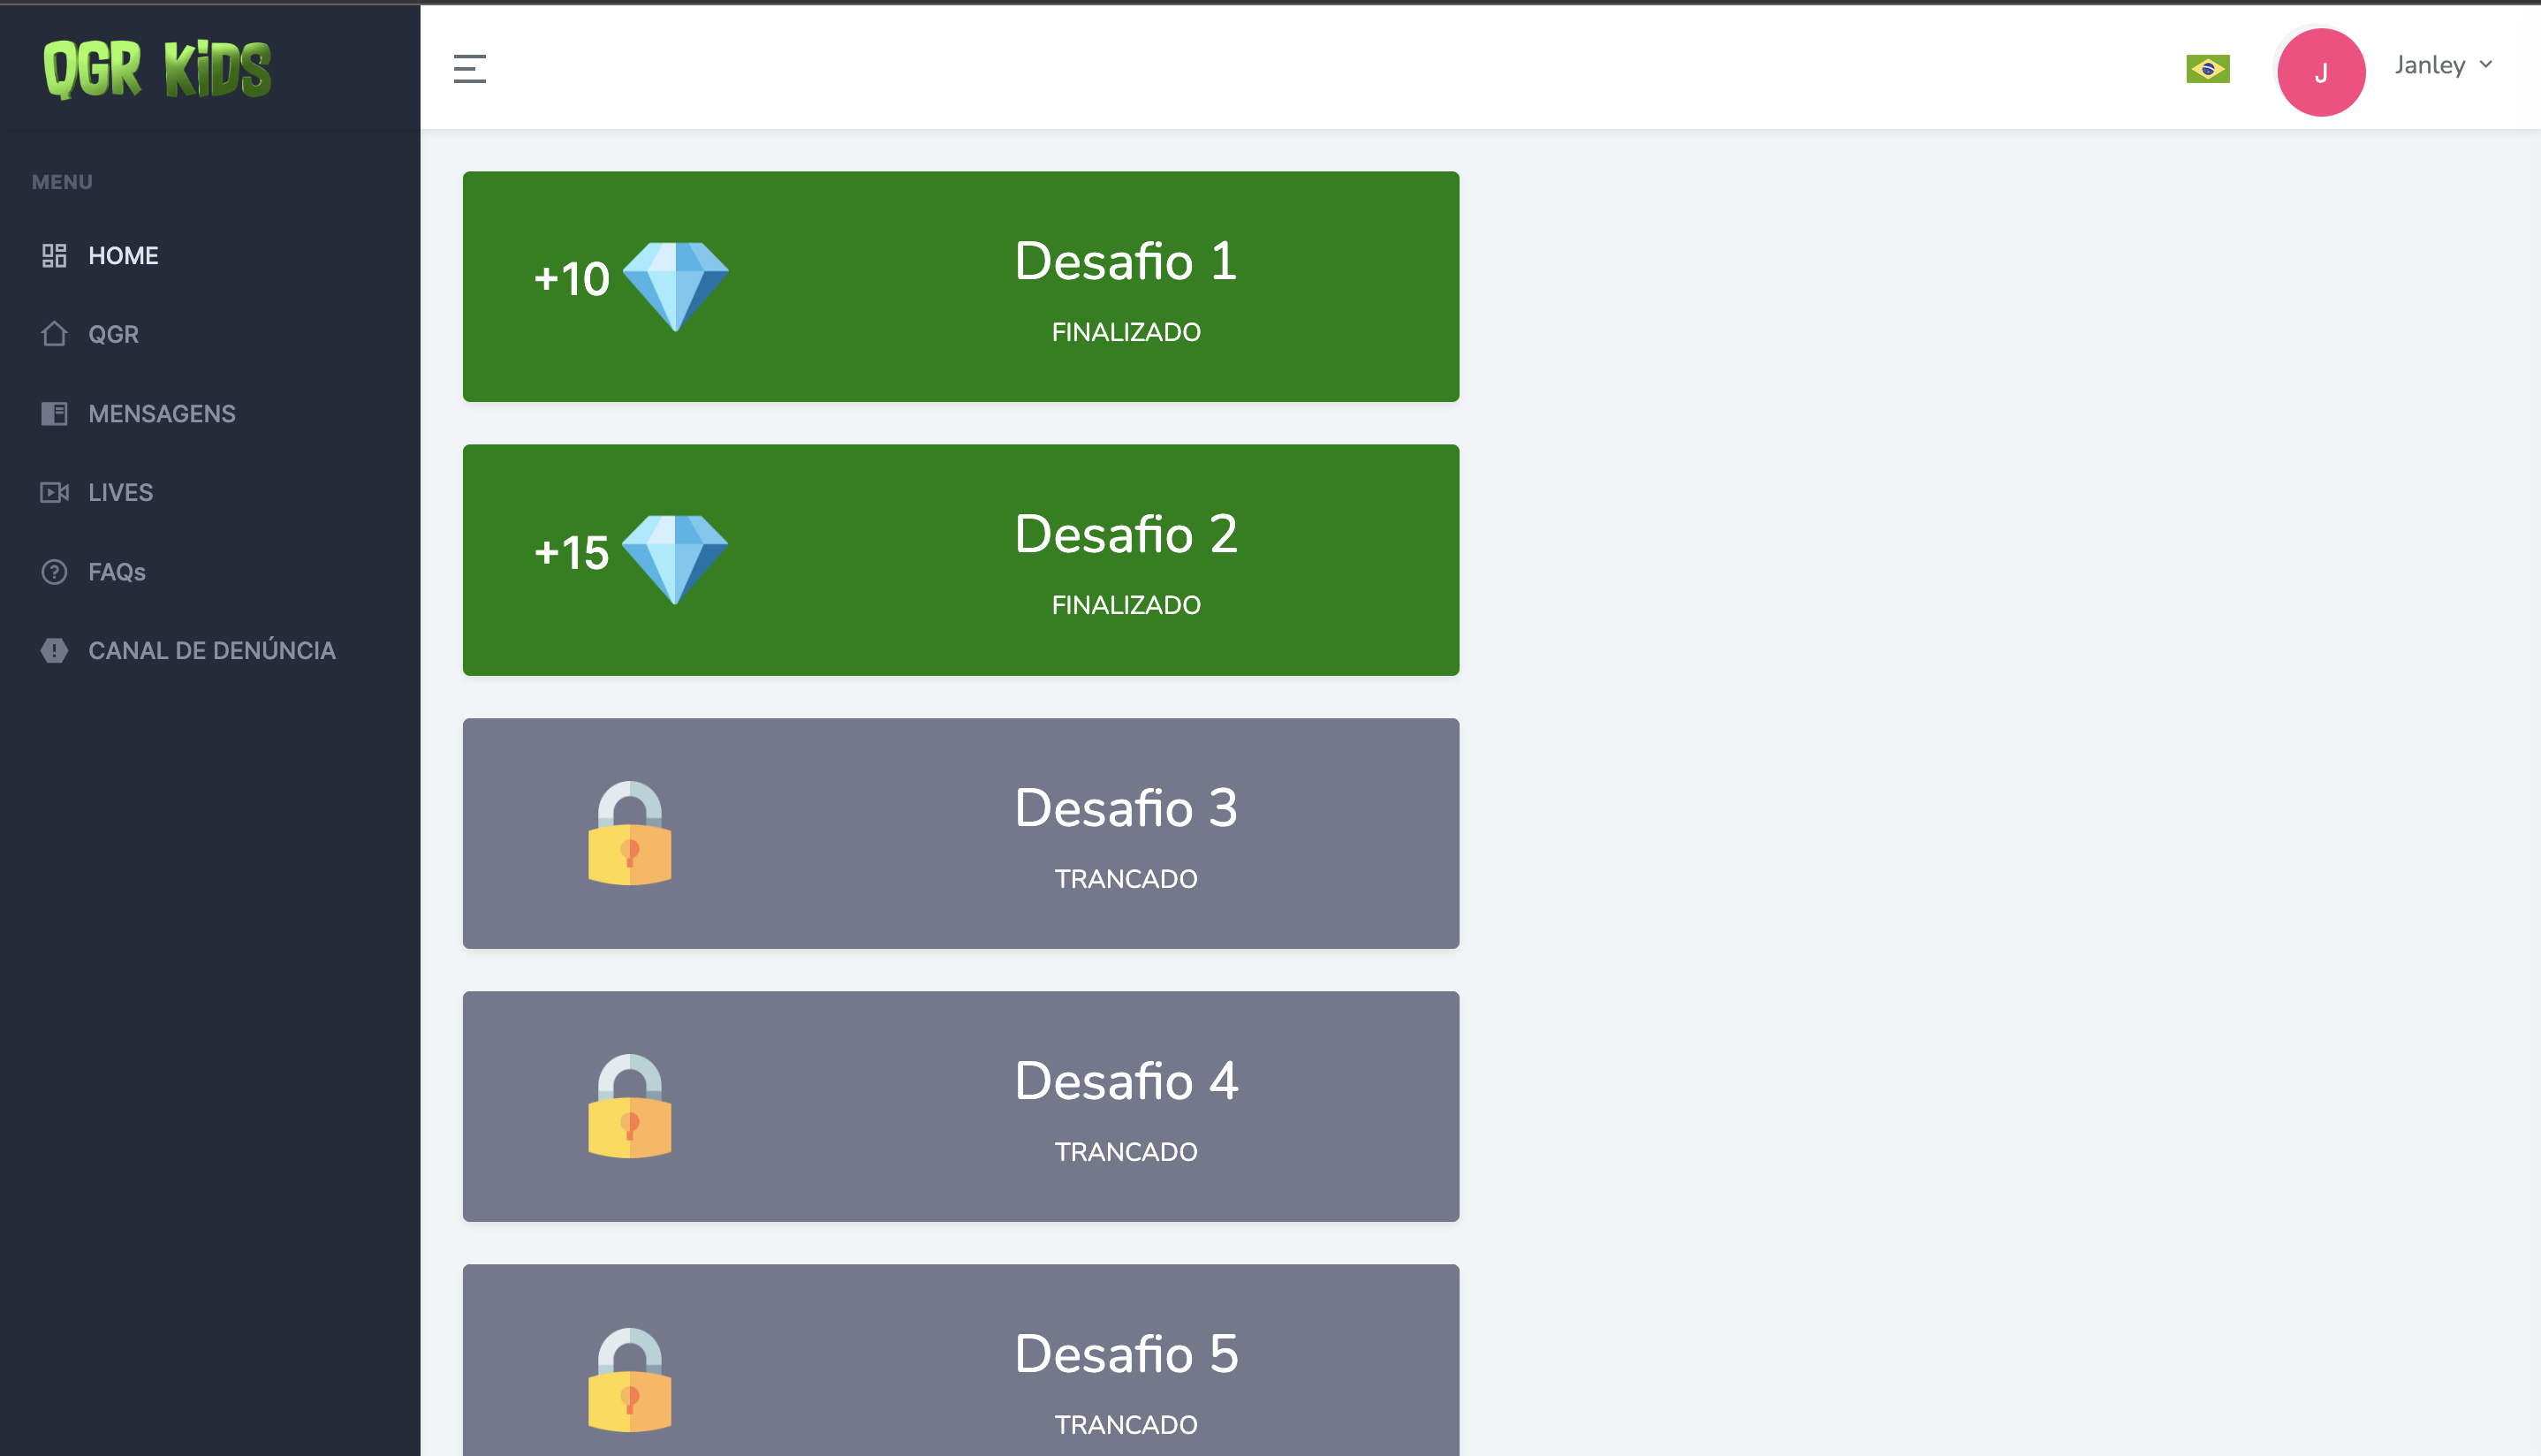 QGR KiDS
Janley
J
MENU
HOME
QGR
MENSAGENS
LIVES
FAQs
CANAL DE DENÚNCIA
+10
Desafio 1
FINALIZADO
+15
Desafio 2
FINALIZADO
Desafio 3
TRANCADO
Desafio 4
TRANCADO
Desafio 5
TRANCADO